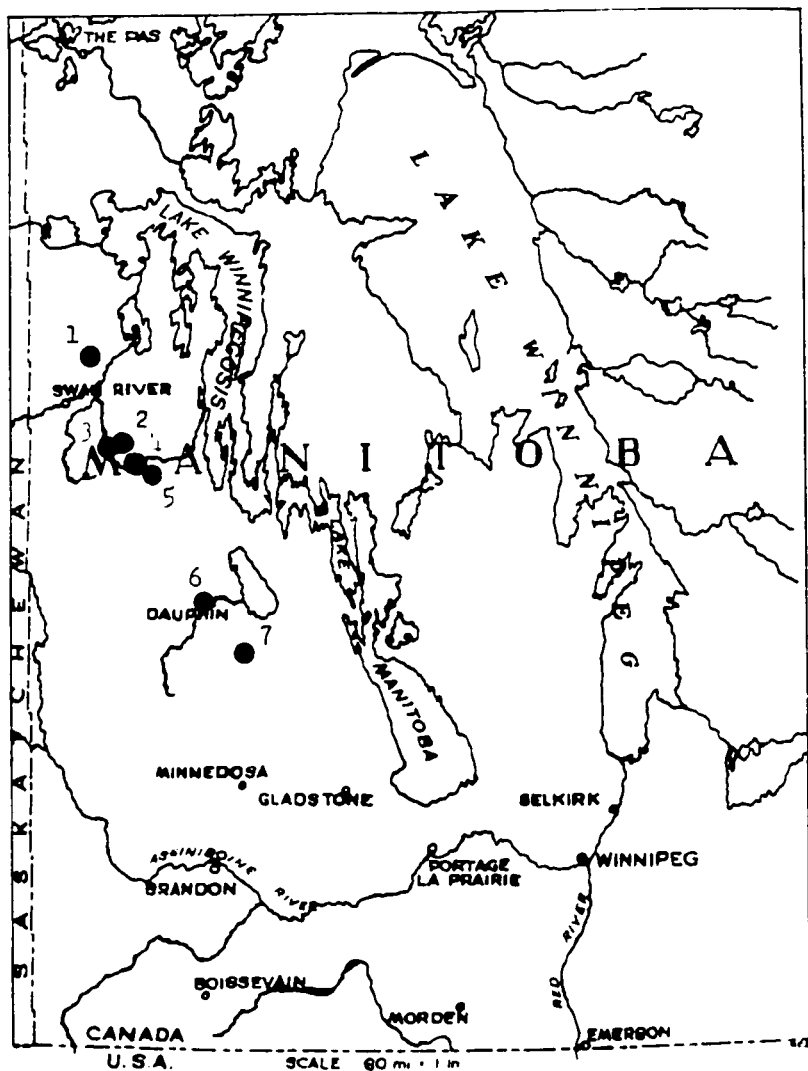 THE PAS
LAKE WINNIPEGOSIS
LAKE WINNIPEG
1
SWAN RIVER
3
2
4
5
MANITOBA
SASKATCHEWAN
LAKE MANITOBA
6
DAUPHIN
7
MINNEDOSA
GLADSTONE
SELKIRK
ASSINIBOINE RIVER
BRANDON
PORTAGE
LA PRAIRIE
WINNIPEG
RED RIVER
BOISSEVAIN
MORDEN
EMERSON
CANADA
U.S.A.
SCALE 60 mi = 1 in